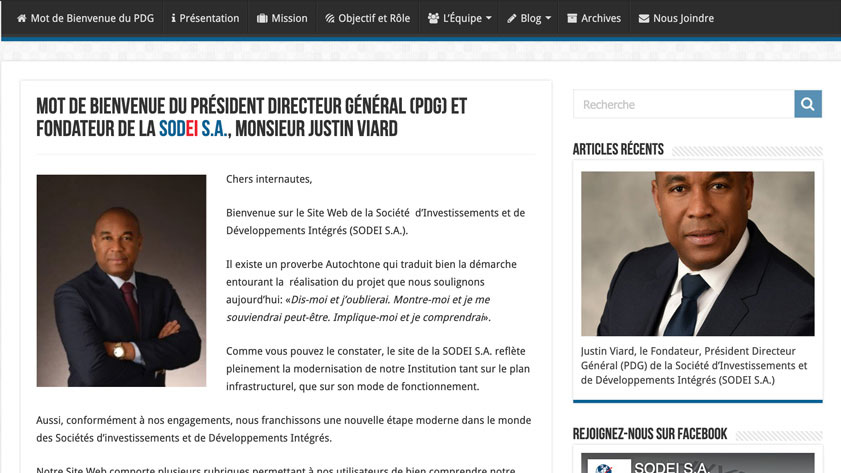 Mot de Bienvenue du PDG Présentation Mission Objectif et Rôle L'Équipe Blog Archives Nous Joindre
MOT DE BIENVENUE DU PRÉSIDENT DIRECTEUR GÉNÉRAL (PDG) ET
FONDATEUR DE LA SODEI S.A., MONSIEUR JUSTIN VIARD
Chers internautes,
Bienvenue sur le Site Web de la Société d'Investissements et de
Développements Intégrés (SODEI S.A.).
Il existe un proverbe Autochtone qui traduit bien la démarche
entourant la réalisation du projet que nous soulignons
aujourd'hui: «Dis-moi et j'oublierai. Montre-moi et je me
souviendrai peut-être. Implique-moi et je comprendrai».
Comme vous pouvez le constater, le site de la SODEI S.A. reflète
pleinement la modernisation de notre Institution tant sur le plan
infrastructurel, que sur son mode de fonctionnement.
Aussi, conformément à nos engagements, nous franchissons une nouvelle étape moderne dans le monde
des Sociétés d'investissements et de Développements Intégrés.
Notre Site Web comporte plusieurs rubriques permettant à nos utilisateurs de bien comprendre notre
Recherche
ARTICLES RÉCENTS
Justin Viard, le Fondateur, Président Directeur
Général (PDG) de la Société d'Investissements et
de Développements Intégrés (SODEI S.A.)
REJOIGNEZ-NOUS SUR FACEBOOK
SODEI S.A.